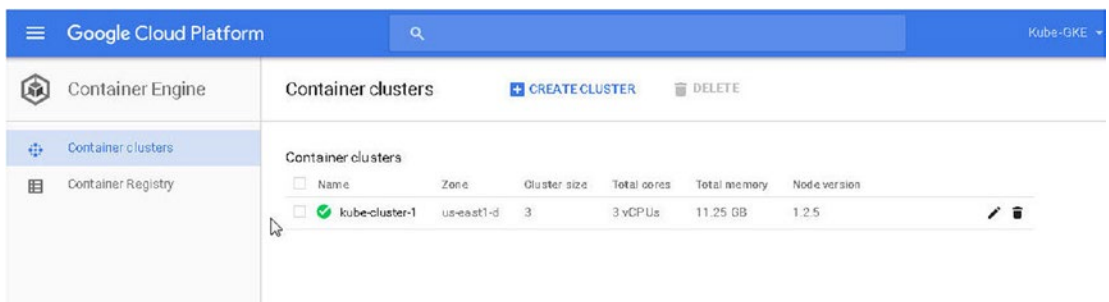 Google Cloud Platform
Kube-GKE
Container Engine
Container clusters
CREATE CLUSTER
DELETE
Container clusters
Container Registry
Container clusters
Name Zone Cluster size Total cores Total memory Node version
kube-cluster-1 us-east1-d 3 3 vCPUs 11.25 GB 1.2.5